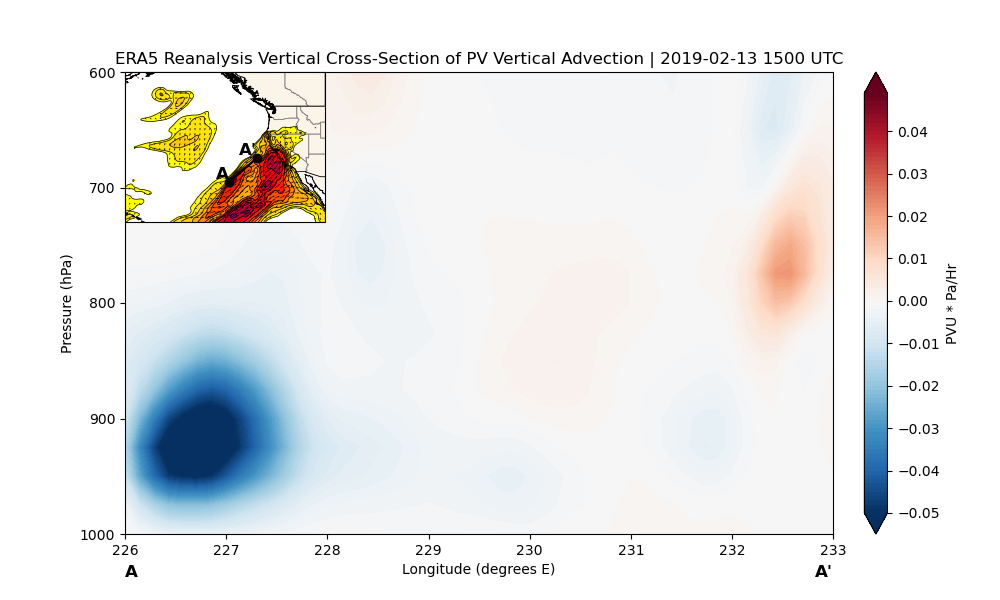 ERA5 Reanalysis Vertical Cross-Section of PV Vertical Advection | 2019-02-13 1500 UTC
600
700
800
900
1000
Pressure (hPa)
A'
A
226 227 228 229 230 231 232 233
A Longitude (degrees E) A'
0.04
0.03
0.02
0.01
0.00
−0.01
−0.02
−0.03
−0.04
−0.05
PVU * Pa/Hr